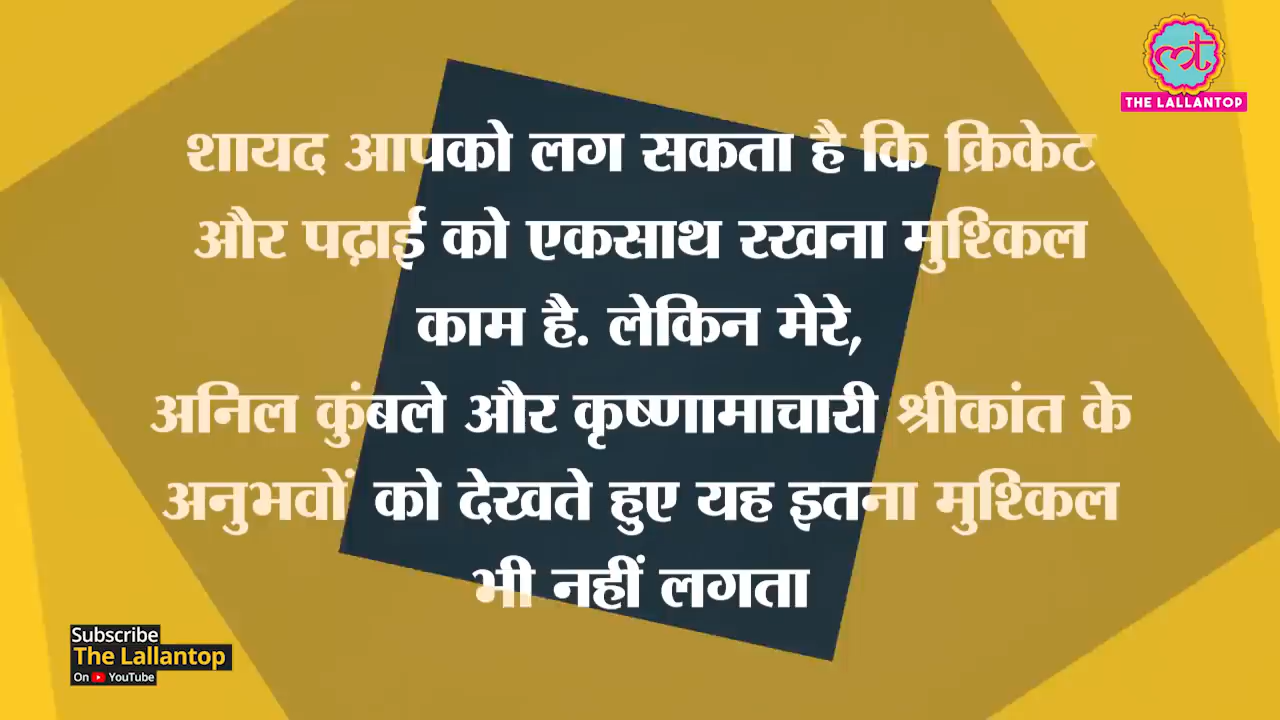 THE LALLANTOP
शायद आपको लग सकता है कि क्रिकेट
और पढ़ाई को एकसाथ रखना मुश्किल
काम है. लेकिन मेरे,
अनिल कुंबले और कृष्णामाचारी श्रीकांत के
अनुभवों को देखते हुए यह इतना मुश्किल
भी नहीं लगता
Subscribe
The Lallantop
On YouTube